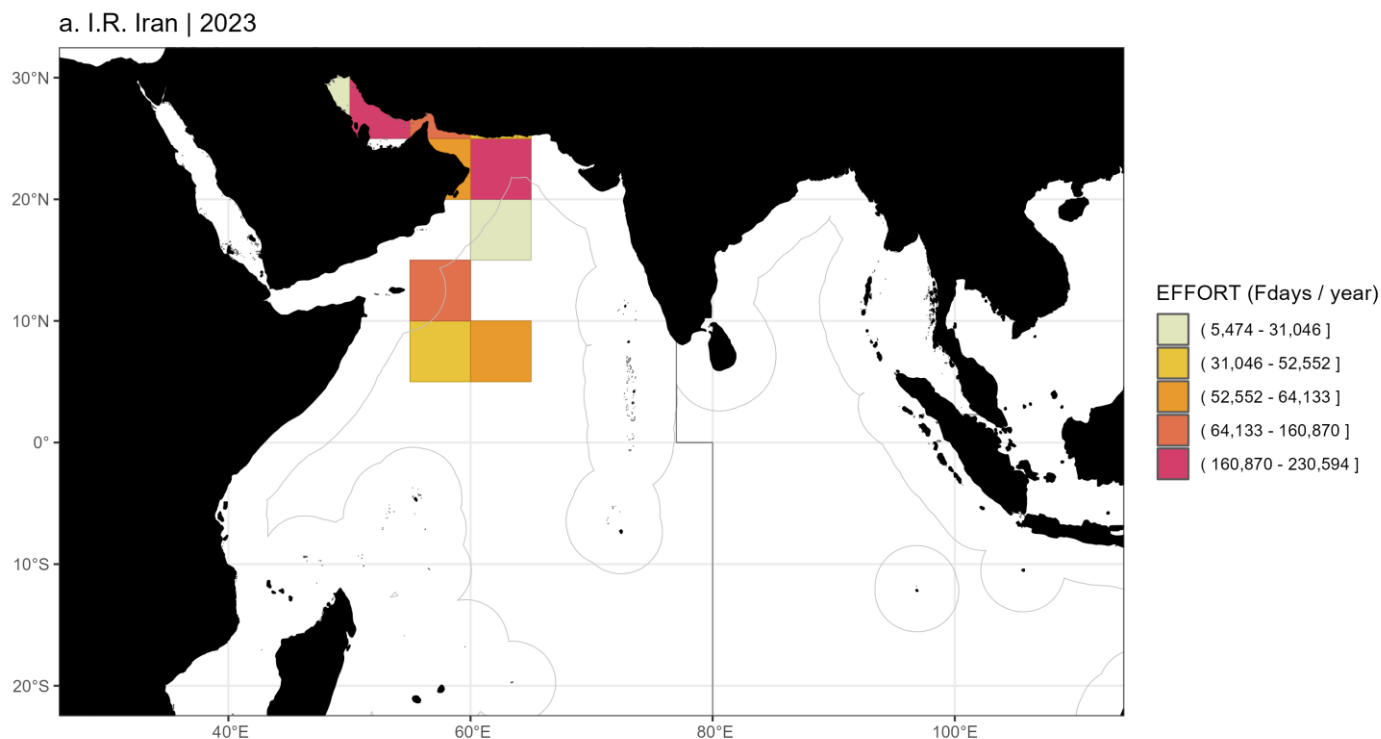 a. I.R. Iran | 2023
30°N
20°N
10°N
0°
10°S
20°S
40°E
60°E
80°E
100°E
EFFORT (Fdays / year)
( 5,474 - 31,046 ]
( 31,046 - 52,552 ]
( 52,552 - 64,133 ]
( 64,133 - 160,870 ]
( 160,870 - 230,594 ]